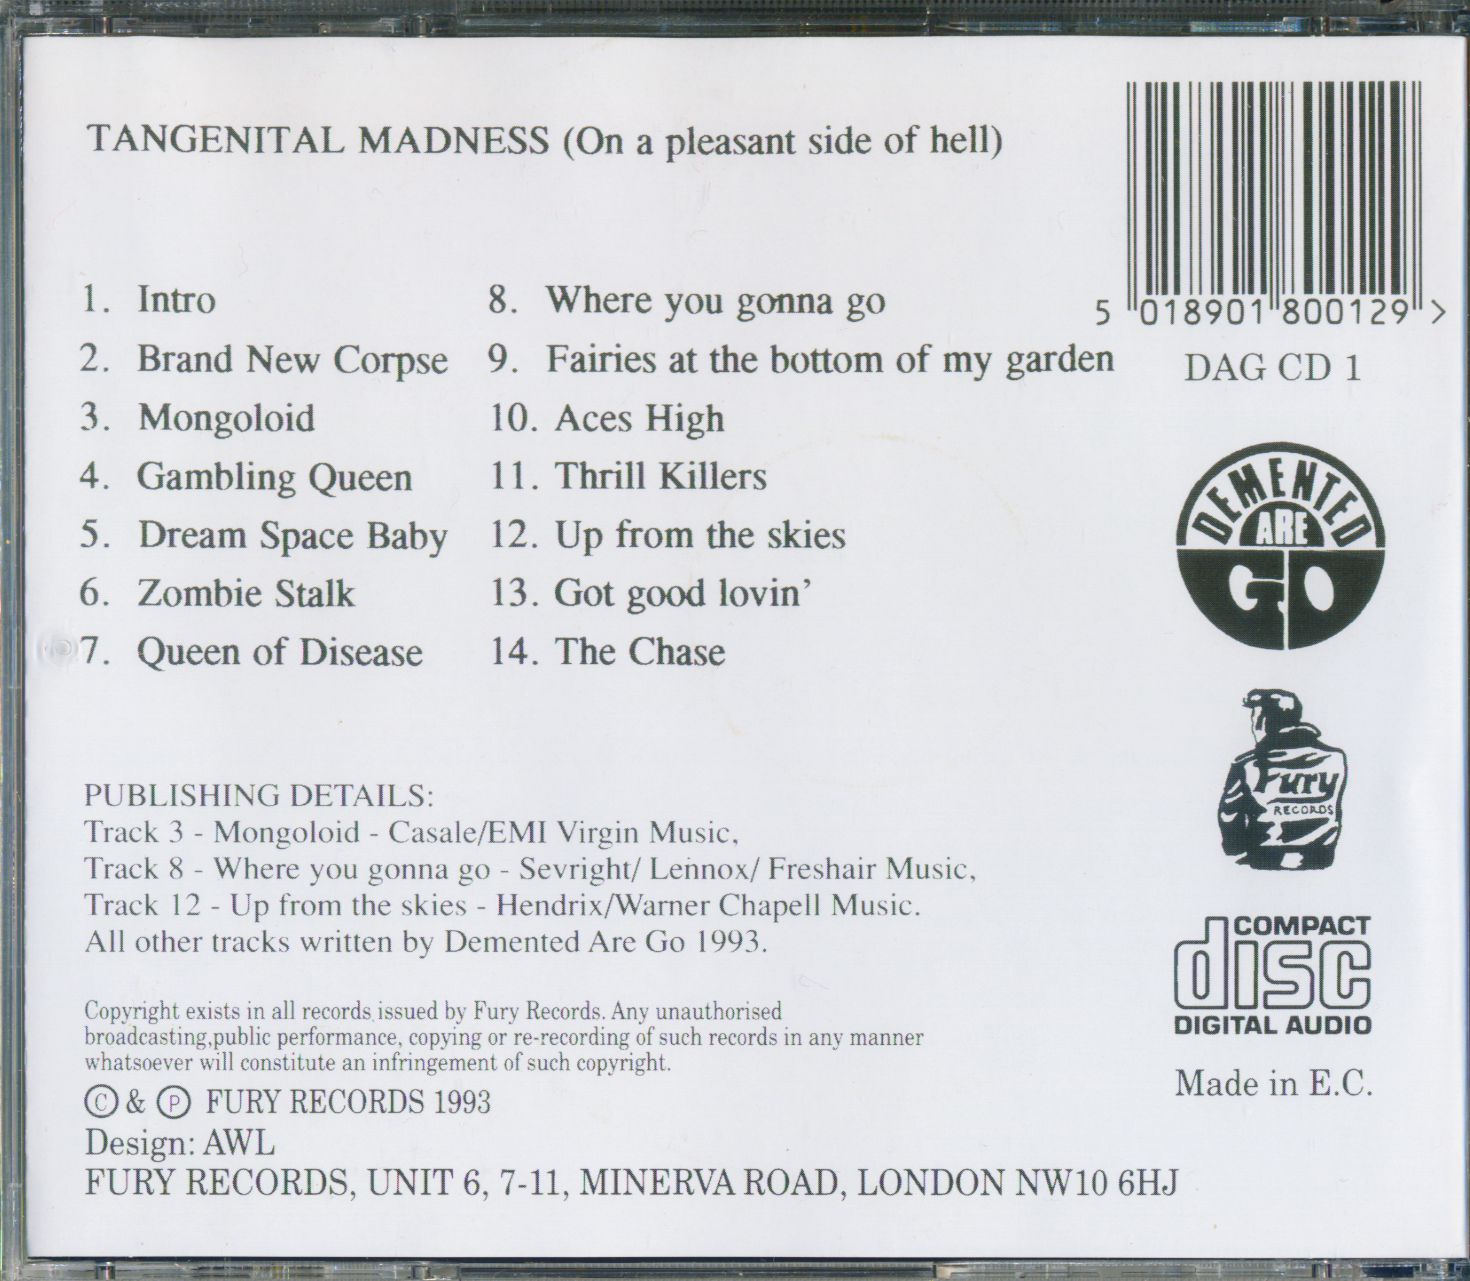 TANGENITAL MADNESS (On a pleasant side of hell)
1. Intro
2. Brand New Corpse
3. Mongoloid
4. Gambling Queen
5. Dream Space Baby
6. Zombie Stalk
7. Queen of Disease
8. Where you gonna go
9. Fairies at the bottom of my garden
10. Aces High
11. Thrill Killers
12. Up from the skies
13. Got good lovin'
14. The Chase
5 018901 800129 >
DAG CD 1
DEMENTED
ARE
GO
Fury
RECORDS
COMPACT
disc
DIGITAL AUDIO
Made in E.C.
PUBLISHING DETAILS:
Track 3 - Mongoloid - Casale/EMI Virgin Music,
Track 8 - Where you gonna go - Sevright/ Lennox/ Freshair Music,
Track 12 - Up from the skies - Hendrix/Warner Chapell Music.
All other tracks written by Demented Are Go 1993.
Copyright exists in all records issued by Fury Records. Any unauthorised
broadcasting,public performance, copying or re-recording of such records in any manner
whatsoever will constitute an infringement of such copyright.
© & ℗ FURY RECORDS 1993
Design: AWL
FURY RECORDS, UNIT 6, 7-11, MINERVA ROAD, LONDON NW10 6HJ